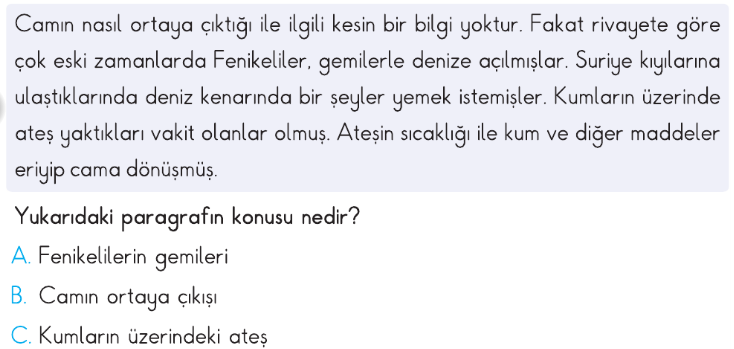 Camın nasıl ortaya çıktığı ile ilgili kesin bir bilgi yoktur. Fakat rivayete göre
çok eski zamanlarda Fenikeliler, gemilerle denize açılmışlar. Suriye kıyılarına
ulaştıklarında deniz kenarında bir şeyler yemek istemişler. Kumların üzerinde
ateş yaktıkları vakit olanlar olmuş. Ateşin sıcaklığı ile kum ve diğer maddeler
eriyip cama dönüşmüş.
Yukarıdaki paragrafın konusu nedir?
A. Fenikelilerin gemileri
B. Camın ortaya çıkışı
C. Kumların üzerindeki ateş